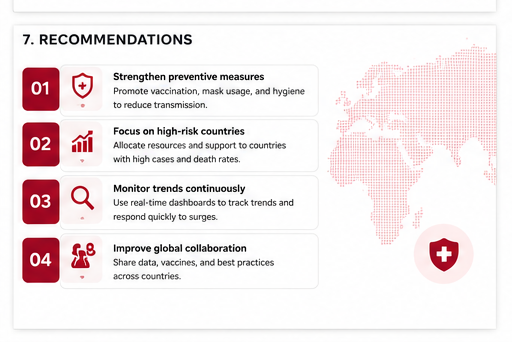 7. RECOMMENDATIONS
01
Strengthen preventive measures
Promote vaccination, mask usage, and hygiene
to reduce transmission.
02
Focus on high-risk countries
Allocate resources and support to countries
with high cases and death rates.
03
Monitor trends continuously
Use real-time dashboards to track trends and
respond quickly to surges.
04
Improve global collaboration
Share data, vaccines, and best practices
across countries.